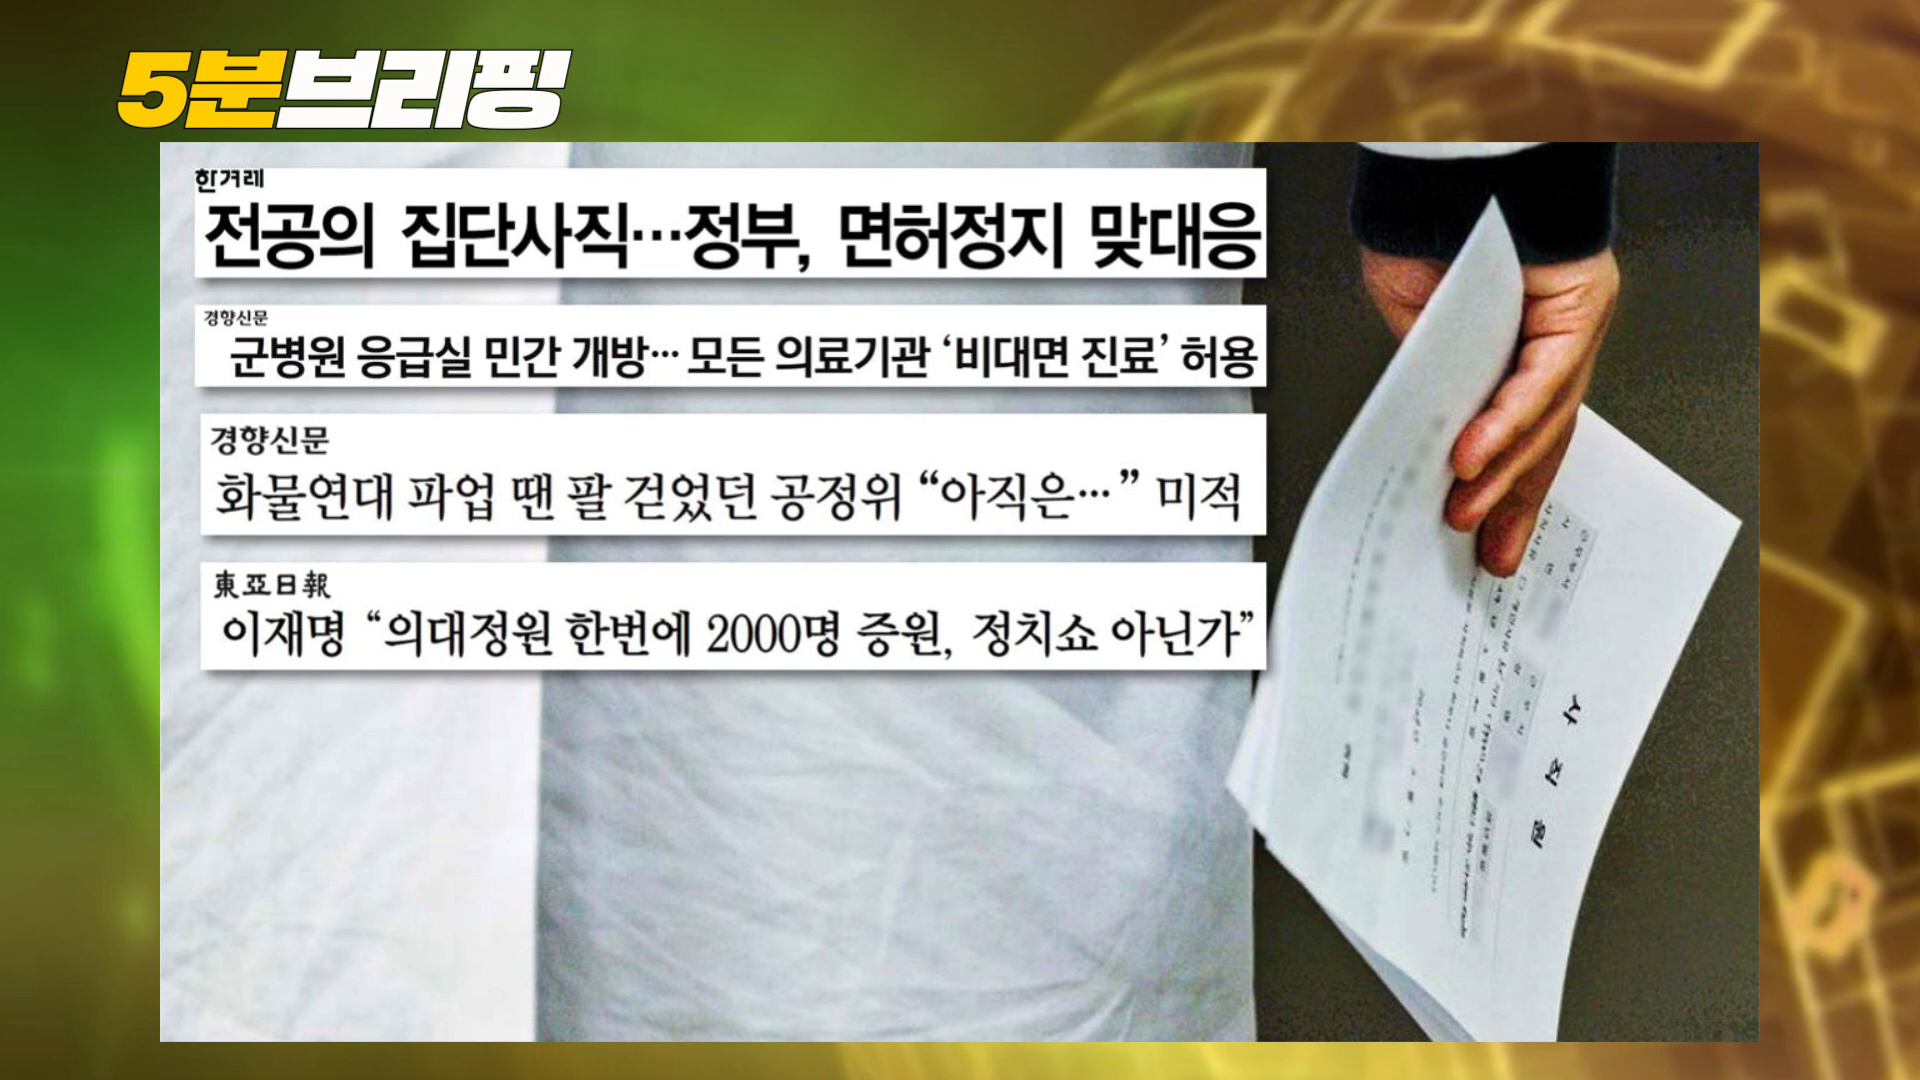 5분브리핑
한겨레
전공의 집단사직…정부, 면허정지 맞대응
경향신문
군병원 응급실 민간 개방… 모든 의료기관 ‘비대면 진료’ 허용
경향신문
화물연대 파업 땐 팔 걷었던 공정위 “아직은…” 미적
東亞日報
이재명 “의대정원 한번에 2000명 증원, 정치쇼 아닌가”
사 직 원